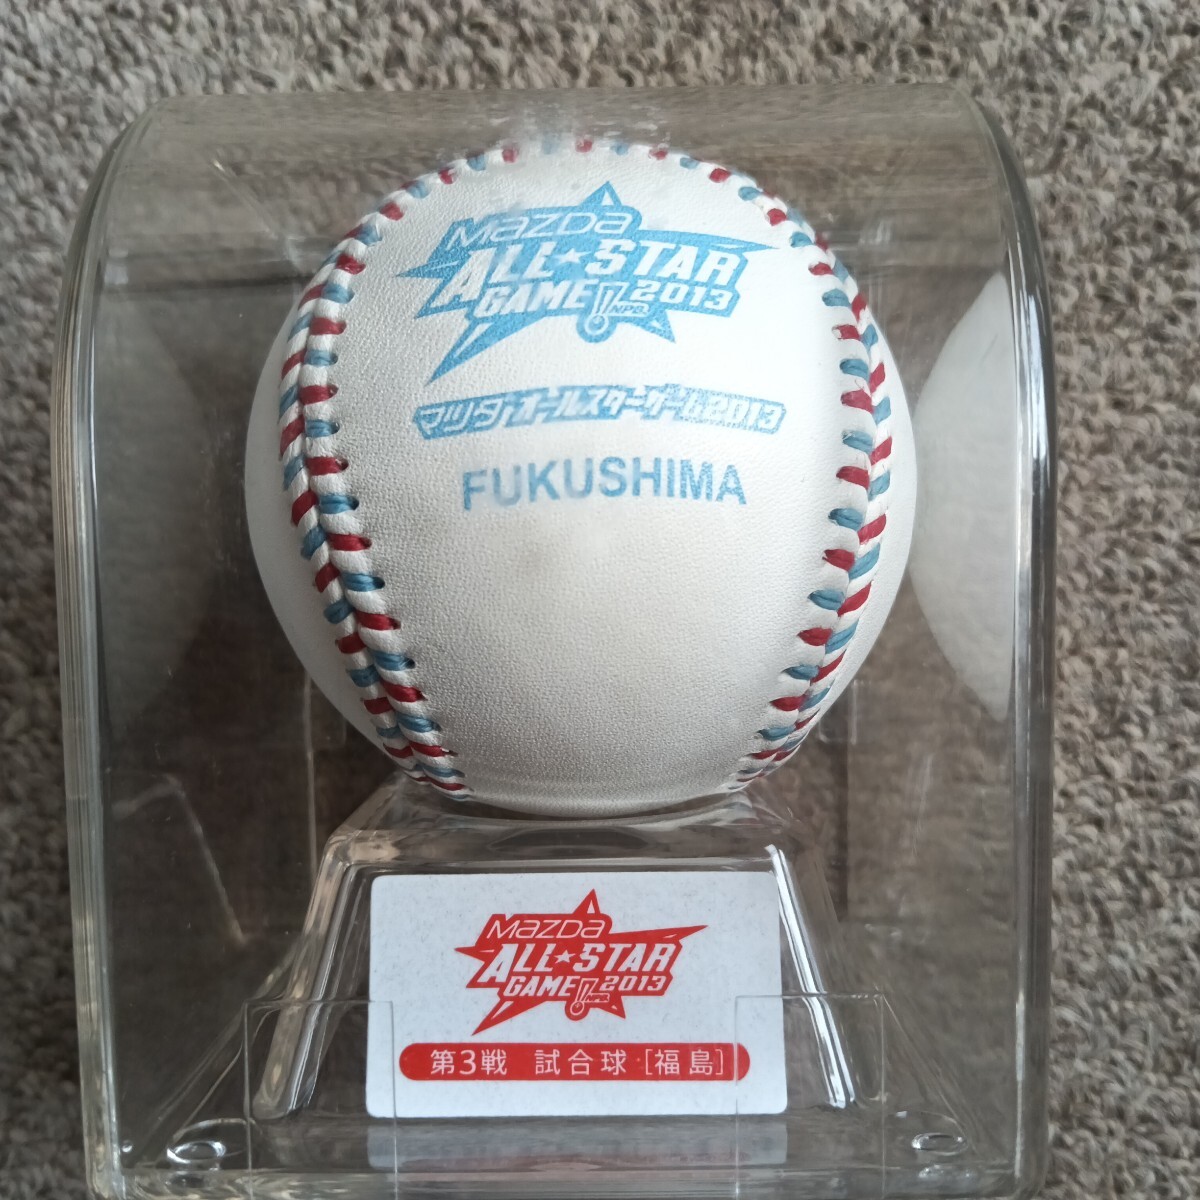 Mazda
ALL★STAR
GAME 2013
NPB
マツダオールスターゲーム2013
FUKUSHIMA
Mazda
ALL★STAR
GAME 2013
NPB
第3戦 試合球 [福島]